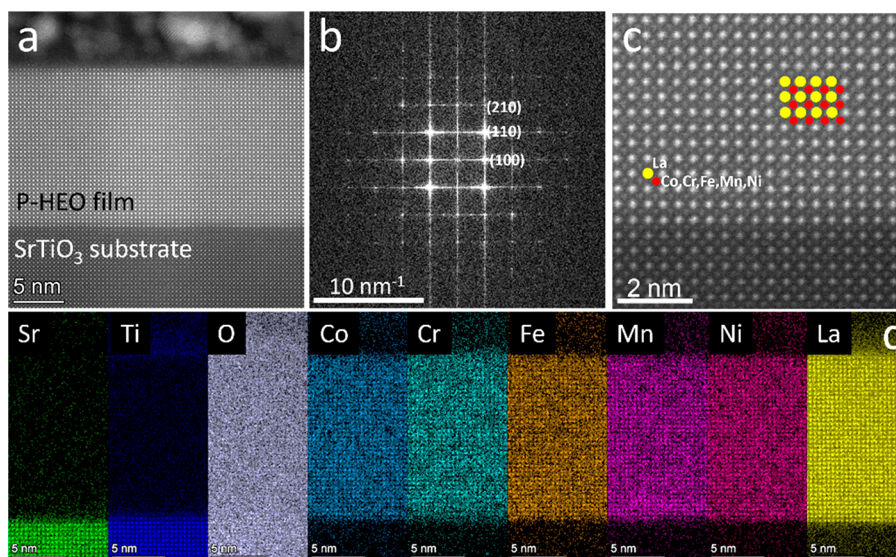 a
P-HEO film
SrTiO₃ substrate
5 nm
b
(210)
(110)
(100)
10 nm⁻¹
c
La
Co,Cr,Fe,Mn,Ni
2 nm
Sr
Ti
O
Co
Cr
Fe
Mn
Ni
La
d
5 nm
5 nm
5 nm
5 nm
5 nm
5 nm
5 nm
5 nm
5 nm